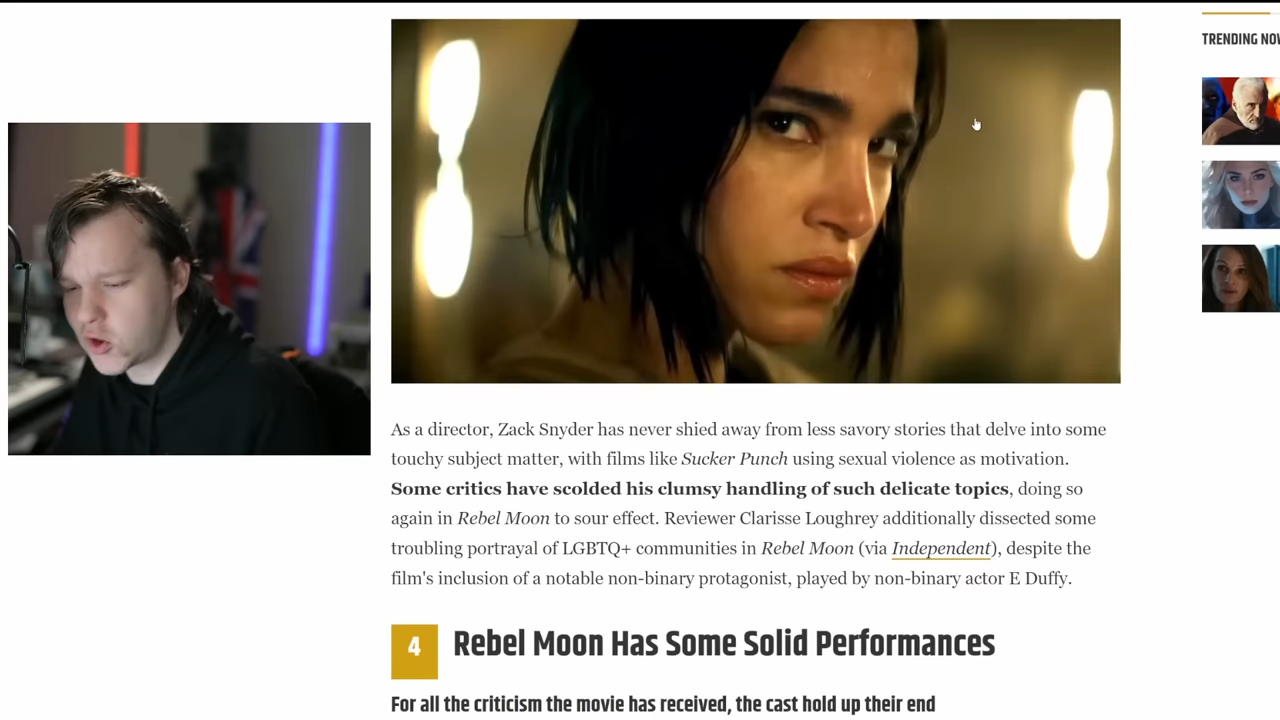 TRENDING NO
As a director, Zack Snyder has never shied away from less savory stories that delve into some
touchy subject matter, with films like Sucker Punch using sexual violence as motivation.
Some critics have scolded his clumsy handling of such delicate topics, doing so
again in Rebel Moon to sour effect. Reviewer Clarisse Loughrey additionally dissected some
troubling portrayal of LGBTQ+ communities in Rebel Moon (via Independent), despite the
film's inclusion of a notable non-binary protagonist, played by non-binary actor E Duffy.
4 Rebel Moon Has Some Solid Performances
For all the criticism the movie has received, the cast hold up their end